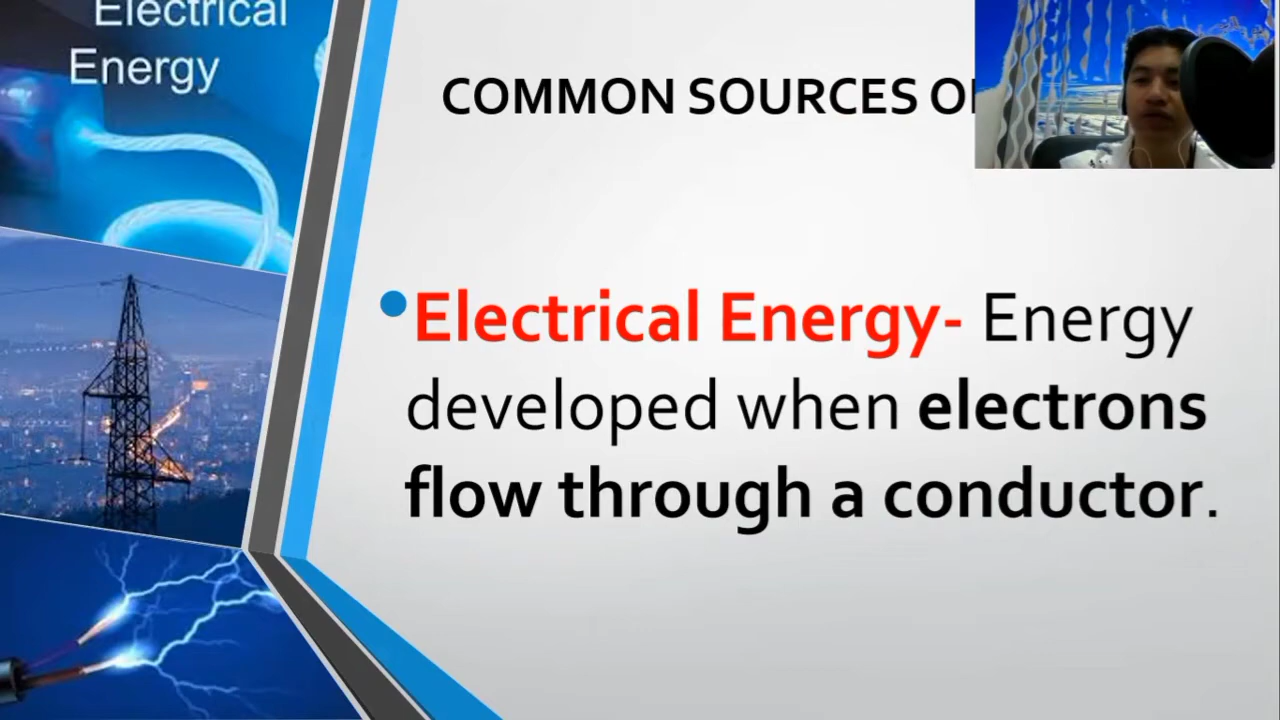 Electrical
Energy
COMMON SOURCES OF
Electrical Energy- Energy
developed when electrons
flow through a conductor.